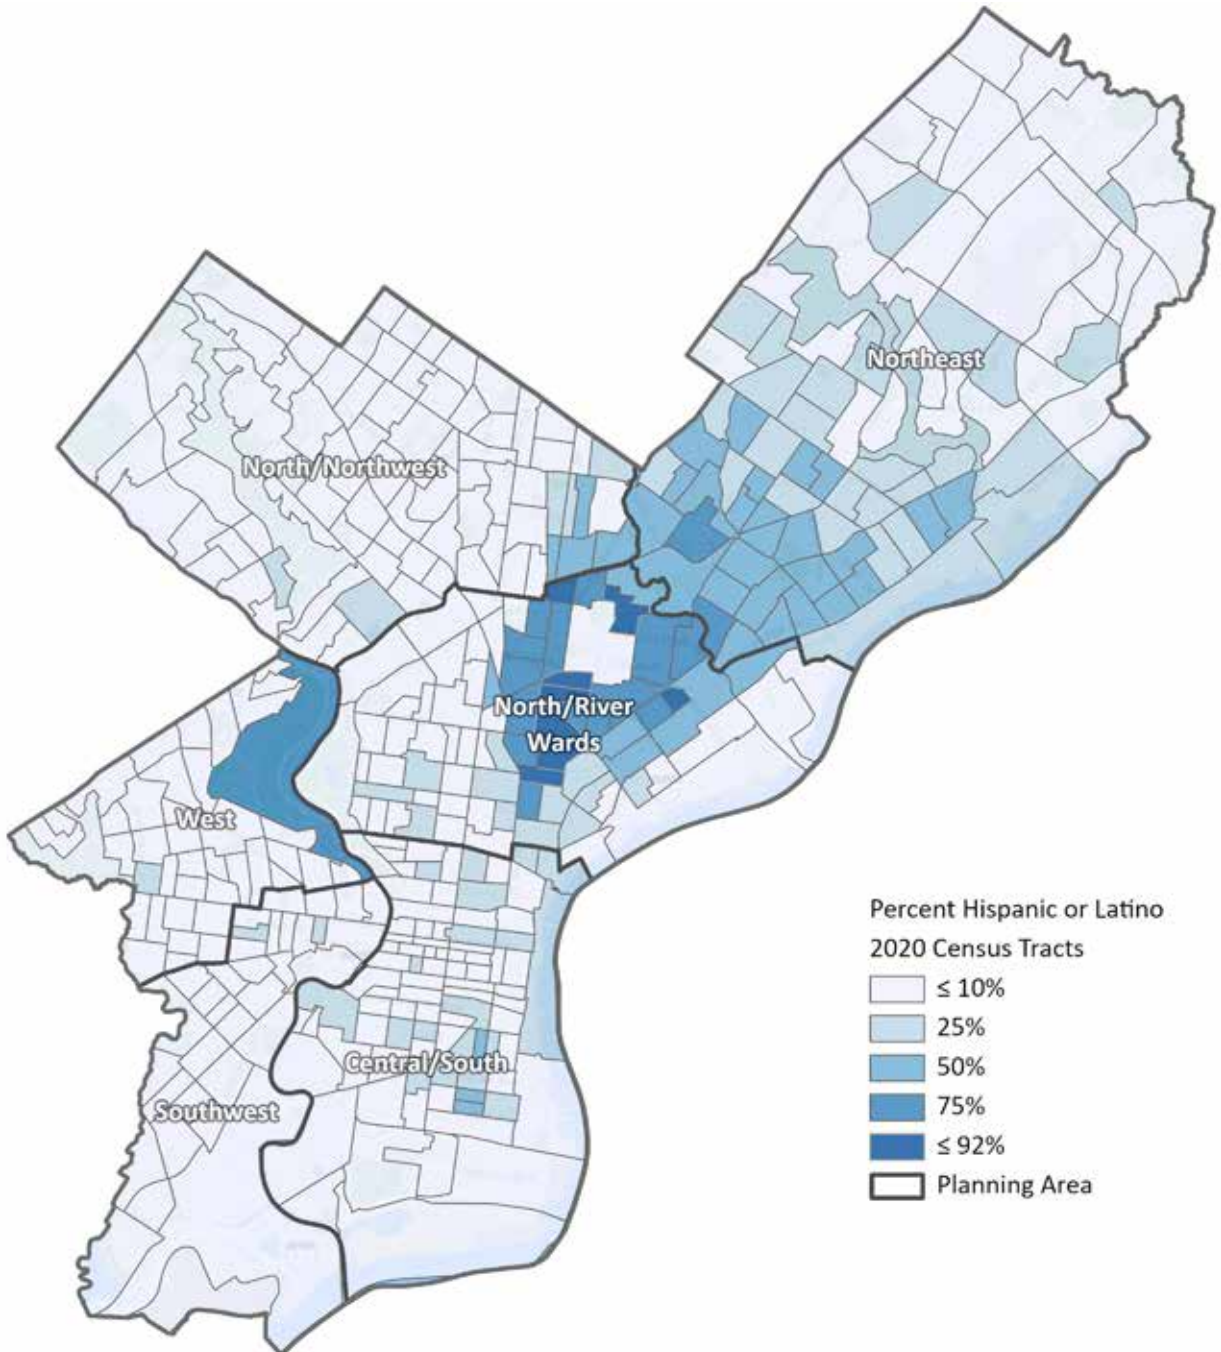 Northeast
North/Northwest
North/River
Wards
West
Central/South
Southwest
Percent Hispanic or Latino
2020 Census Tracts
≤ 10%
25%
50%
75%
≤ 92%
Planning Area